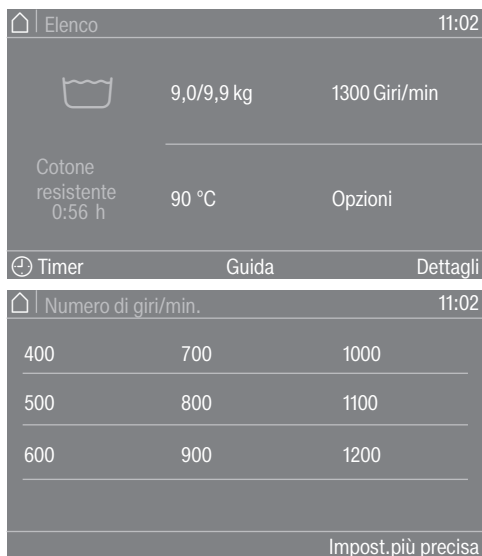 Elenco 11:02
9,0/9,9 kg 1300 Giri/min
Cotone
resistente
0:56 h
90 °C Opzioni
Timer Guida Dettagli
Numero di giri/min. 11:02
400 700 1000
500 800 1100
600 900 1200
Impost.più precisa